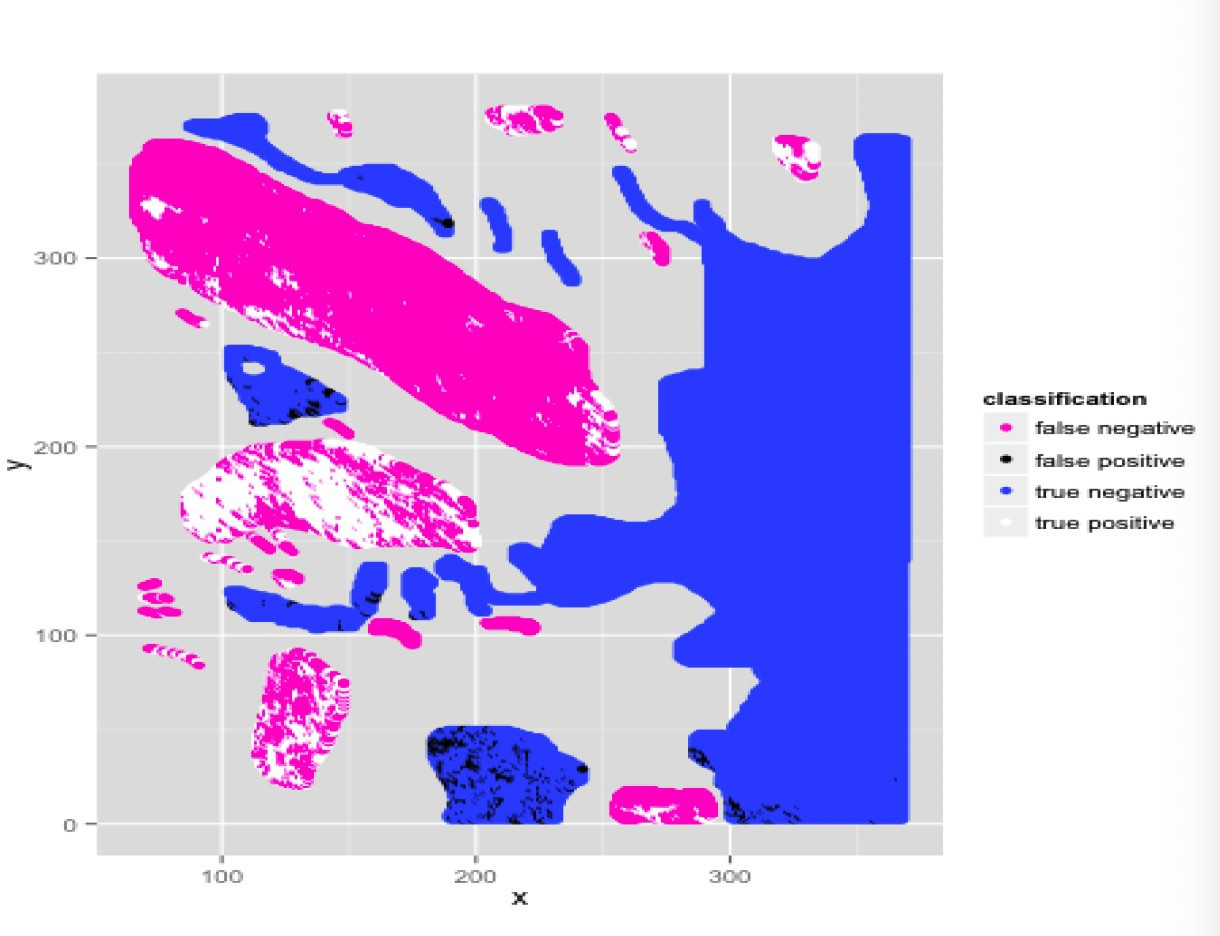 300
200
100
0
y
100 200 300
x
classification
false negative
false positive
true negative
true positive